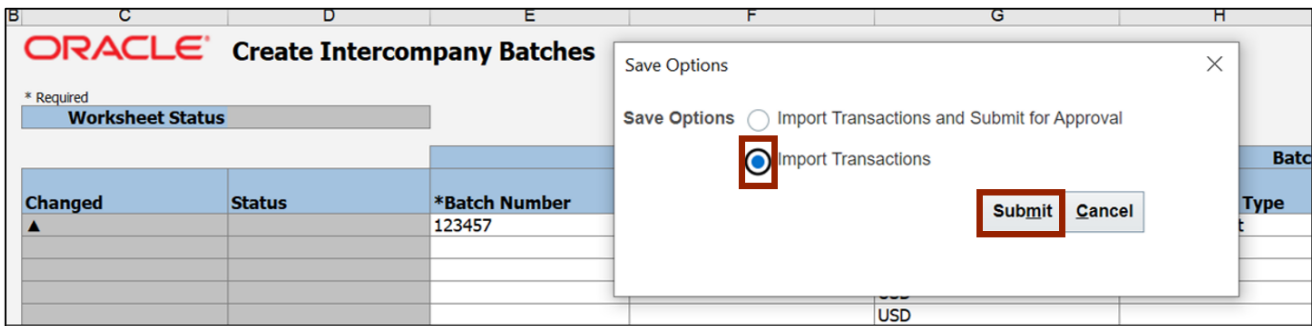 B C D E F G H
ORACLE Create Intercompany Batches
Save Options
* Required
Worksheet Status
Save Options Import Transactions and Submit for Approval
Import Transactions
Batc
Changed Status *Batch Number Type
Submit Cancel
▲ 123457 t
USD
USD